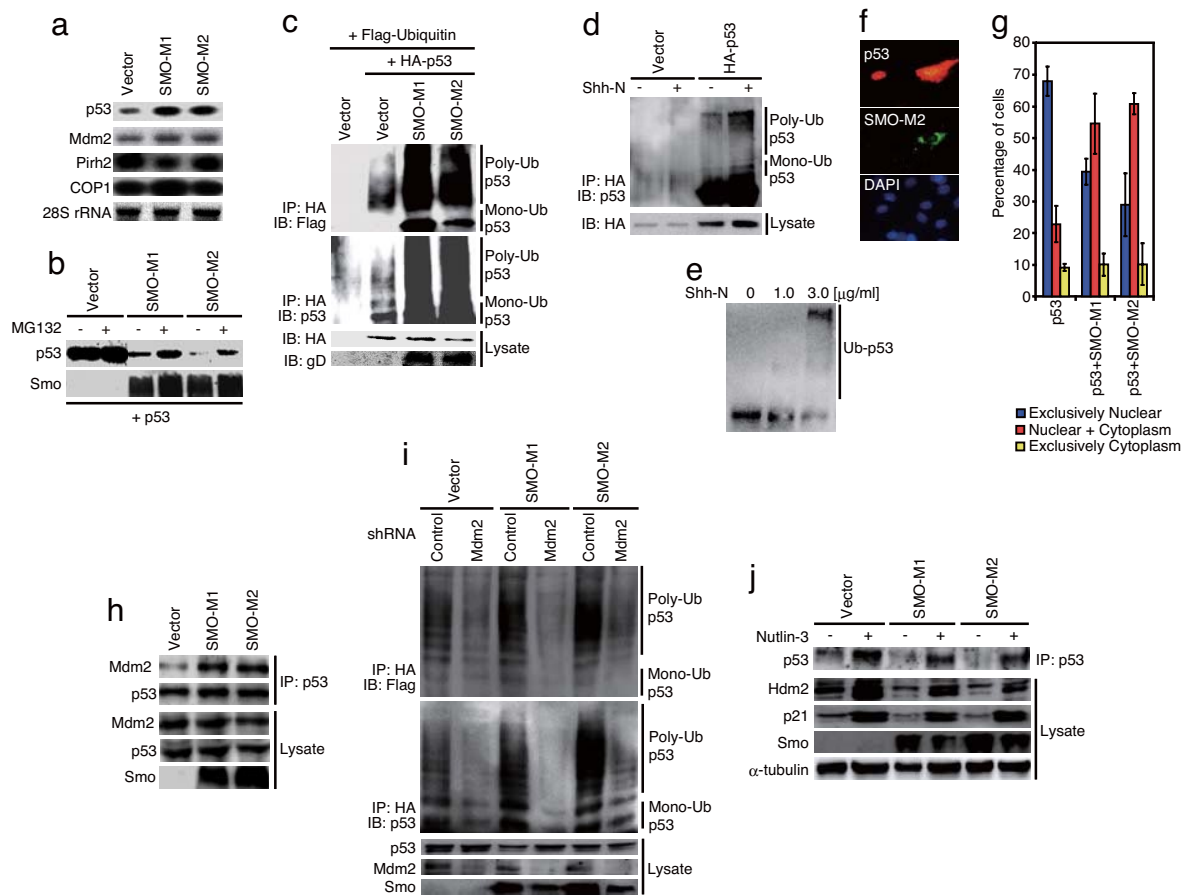 a
Vector
SMO-M1
SMO-M2
p53
Mdm2
Pirh2
COP1
28S rRNA
b
Vector
SMO-M1
SMO-M2
MG132 - + - + - +
p53
Smo
+ p53
c
+ Flag-Ubiquitin
+ HA-p53
Vector
Vector
SMO-M1
SMO-M2
Poly-Ub
p53
IP: HA
IB: Flag
Mono-Ub
p53
Poly-Ub
p53
IP: HA
IB: p53
Mono-Ub
p53
IB: HA
IB: gD
Lysate
d
Vector
HA-p53
Shh-N - + - +
Poly-Ub
p53
Mono-Ub
p53
IP: HA
IB: p53
IB: HA
Lysate
e
Shh-N 0 1.0 3.0 [μg/ml]
Ub-p53
f
p53
SMO-M2
DAPI
g
Percentage of cells
80
70
60
50
40
30
20
10
0
p53
p53+SMO-M1
p53+SMO-M2
Exclusively Nuclear
Nuclear + Cytoplasm
Exclusively Cytoplasm
h
Vector
SMO-M1
SMO-M2
Mdm2
p53
IP: p53
Mdm2
p53
Smo
Lysate
i
Vector
SMO-M1
SMO-M2
shRNA
Control
Mdm2
Control
Mdm2
Control
Mdm2
Poly-Ub
p53
IP: HA
IB: Flag
Mono-Ub
p53
Poly-Ub
p53
IP: HA
IB: p53
Mono-Ub
p53
p53
Mdm2
Smo
Lysate
j
Vector
SMO-M1
SMO-M2
Nutlin-3 - + - + - +
p53
IP: p53
Hdm2
p21
Smo
α-tubulin
Lysate